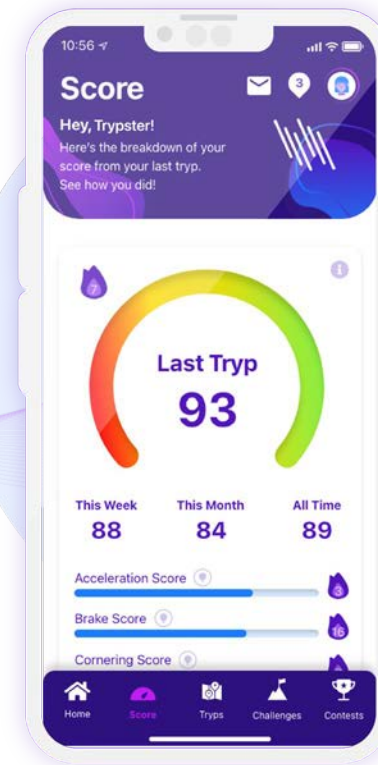 10:56
Score
3
Hey, Trypster!
Here's the breakdown of your
score from your last tryp.
See how you did!
7
i
Last Tryp
93
This Week This Month All Time
88 84 89
Acceleration Score
3
Brake Score
16
Cornering Score
Home Score Tryps Challenges Contests